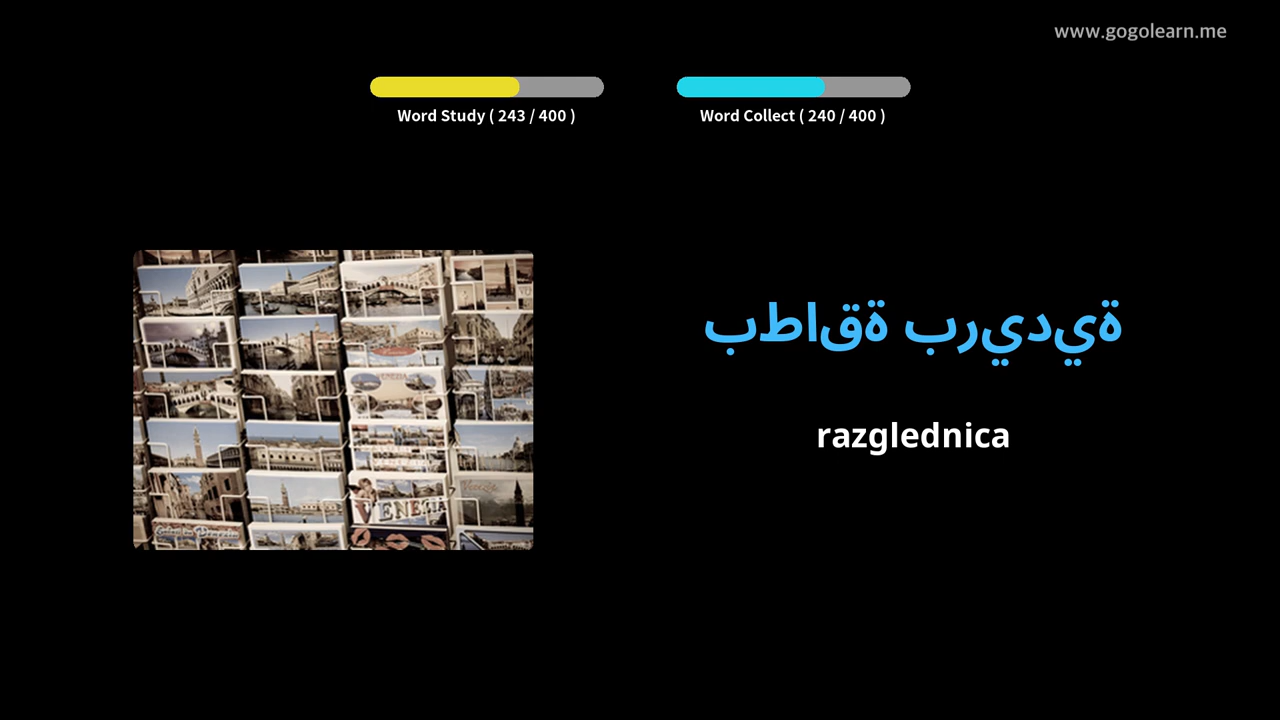 www.gogolearn.me
Word Study ( 243 / 400 )
Word Collect ( 240 / 400 )
بطاقة بريدية
razglednica